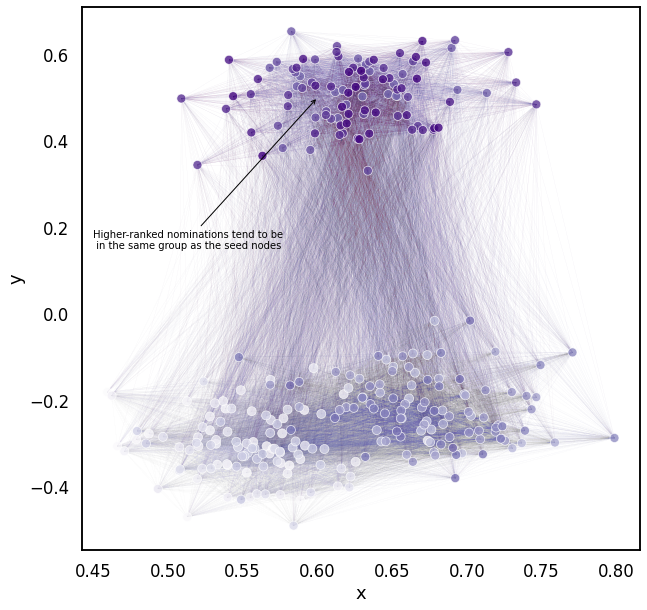 0.6
0.4
0.2
Higher-ranked nominations tend to be
in the same group as the seed nodes
y
0.0
−0.2
−0.4
0.45 0.50 0.55 0.60 0.65 0.70 0.75 0.80
x